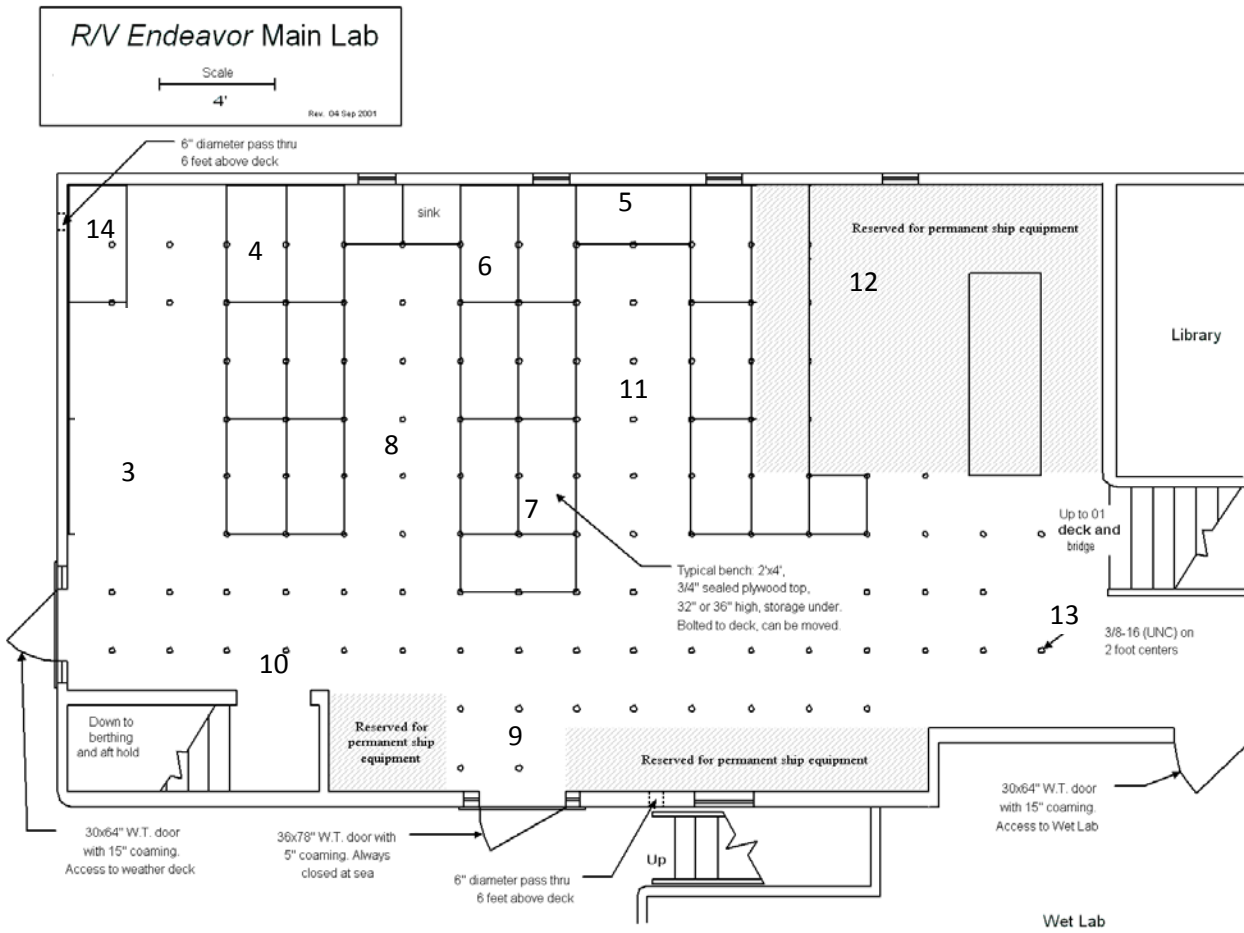 R/V Endeavor Main Lab
Scale
4'
Rev. 04 Sep 2001
6" diameter pass thru
6 feet above deck
14
4
sink
6
5
Reserved for permanent ship equipment
12
Library
3
8
11
7
Typical bench: 2'x4',
3/4" sealed plywood top,
32" or 36" high, storage under.
Bolted to deck, can be moved.
Up to 01
deck and
bridge
13
3/8-16 (UNC) on
2 foot centers
10
9
Down to
berthing
and aft hold
Reserved for
permanent ship
equipment
Reserved for permanent ship equipment
30x64" W.T. door
with 15" coaming.
Access to weather deck
36x78" W.T. door with
5" coaming. Always
closed at sea
6" diameter pass thru
6 feet above deck
Up
30x64" W.T. door
with 15" coaming.
Access to Wet Lab
Wet Lab